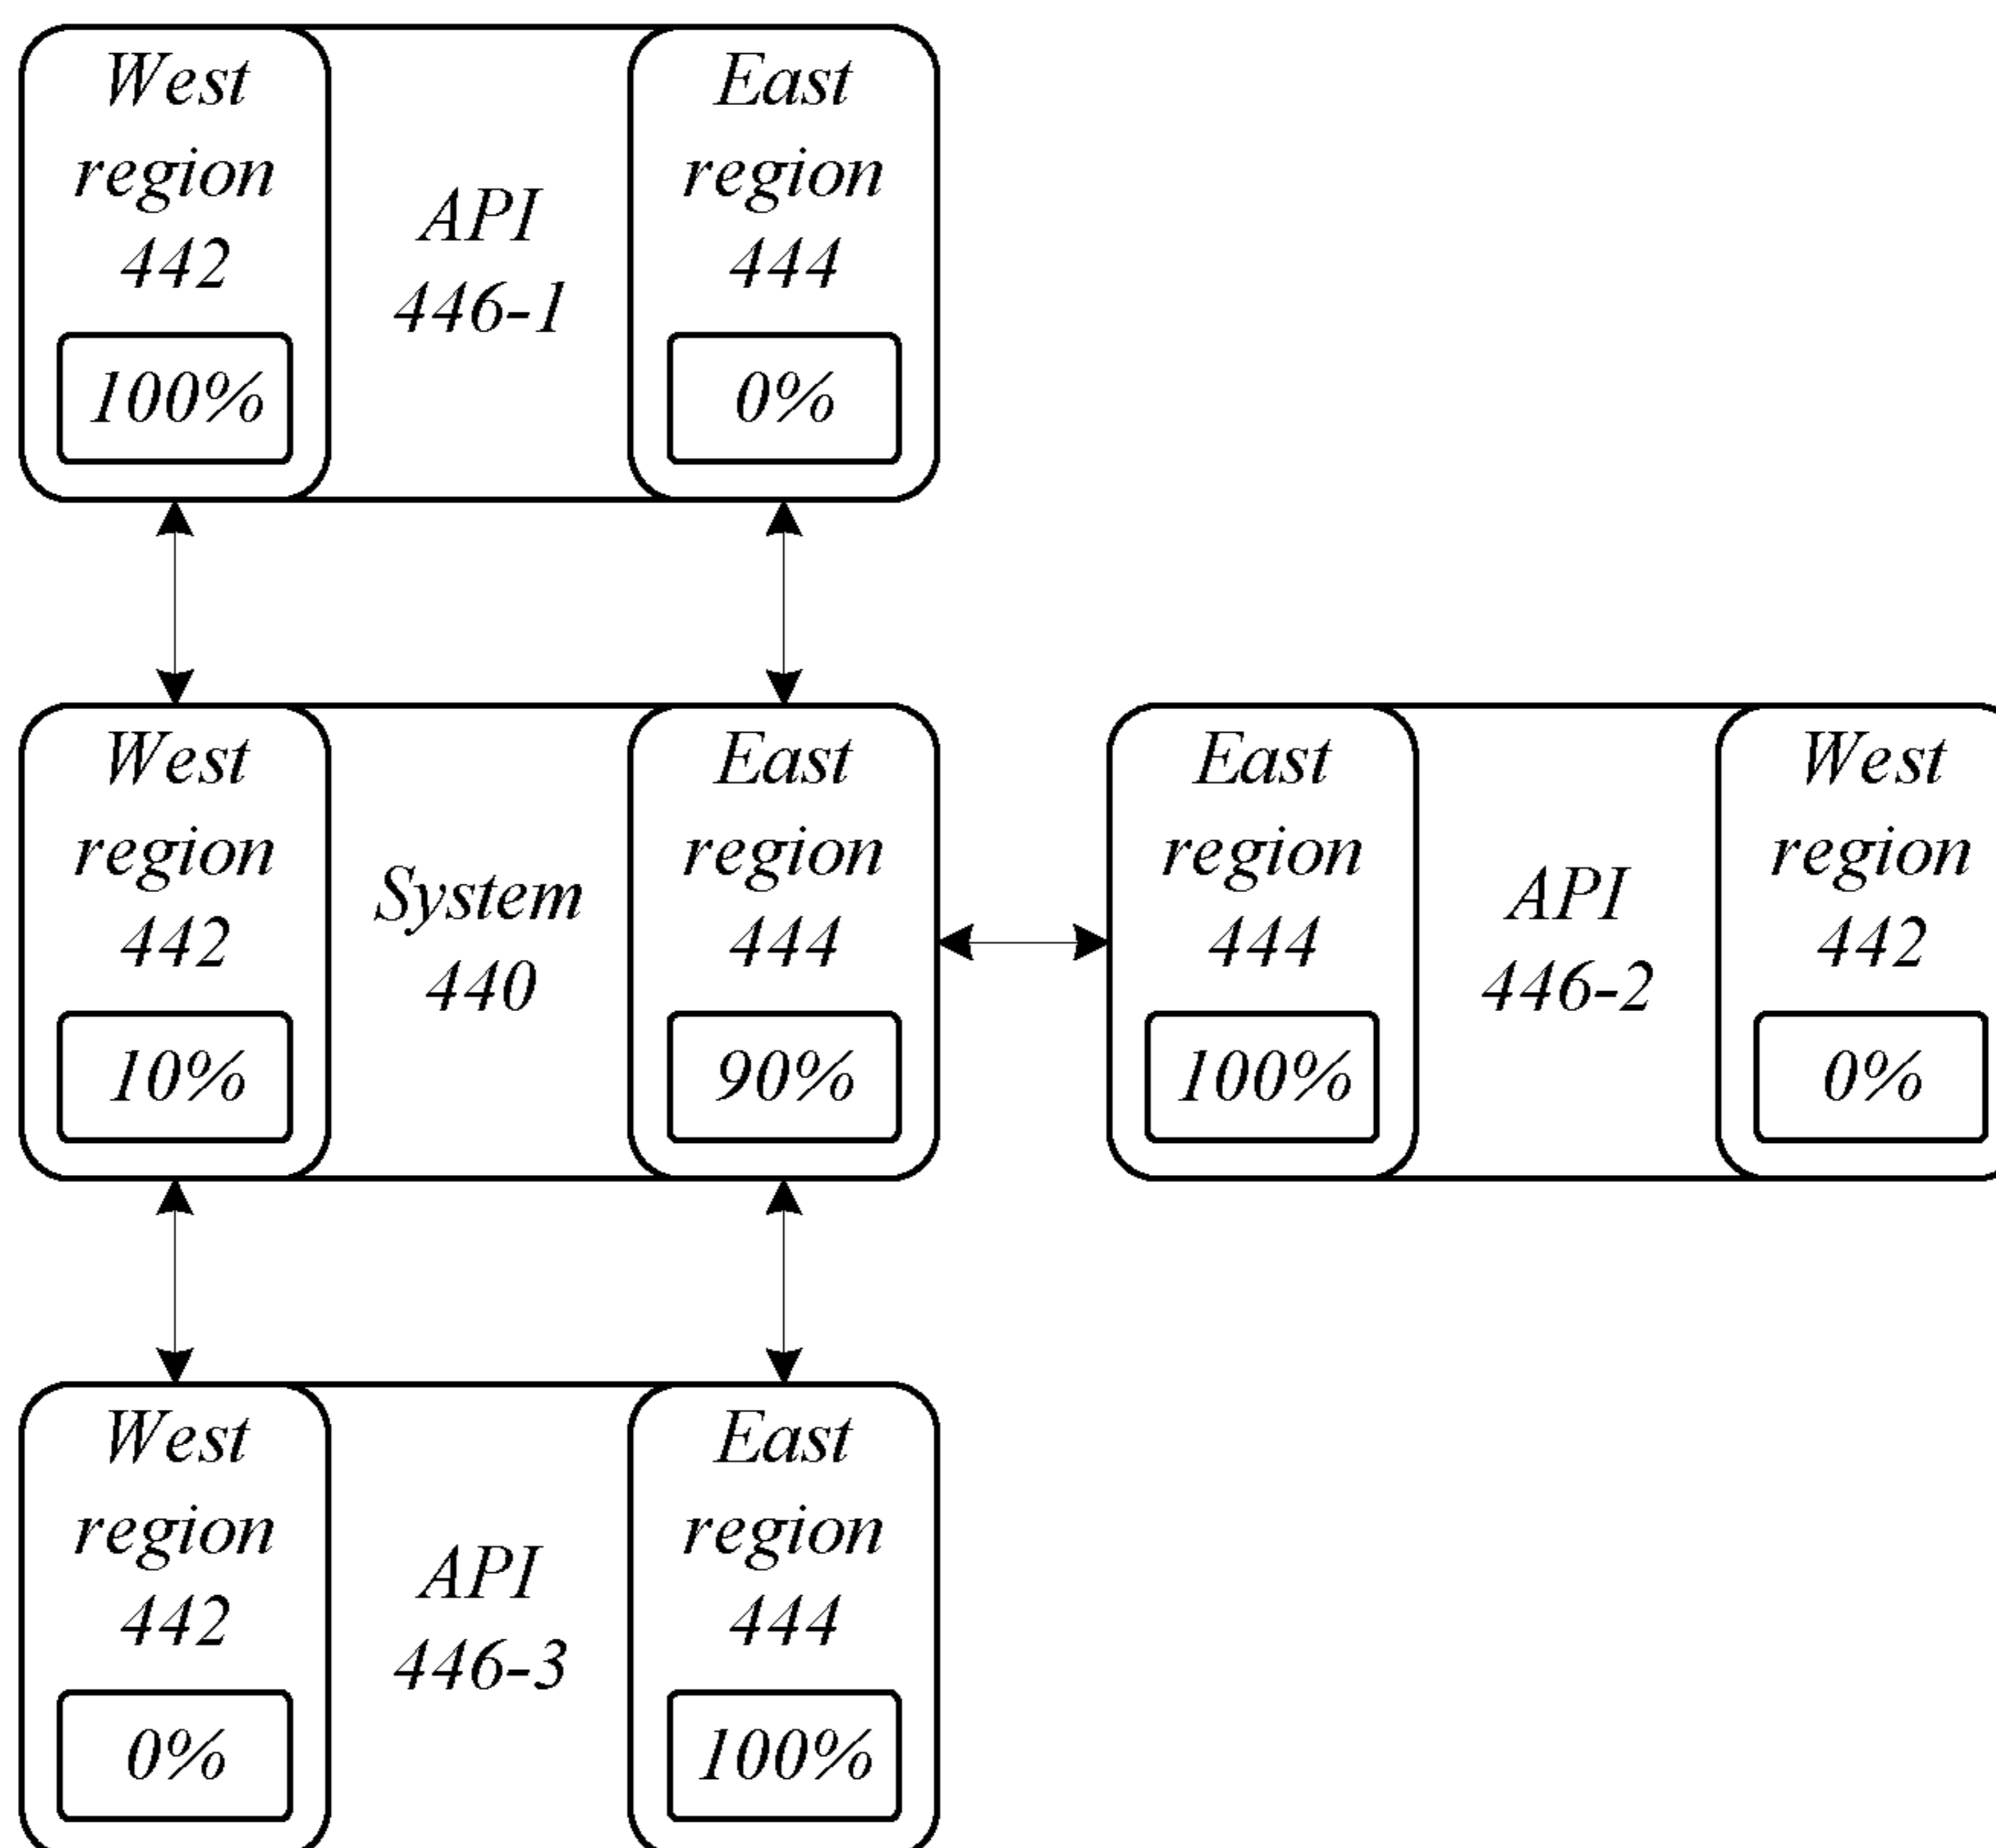 West
region
442
100%
API
446-1
East
region
444
0%
West
region
442
10%
System
440
East
region
444
90%
East
region
444
100%
API
446-2
West
region
442
0%
West
region
442
0%
API
446-3
East
region
444
100%